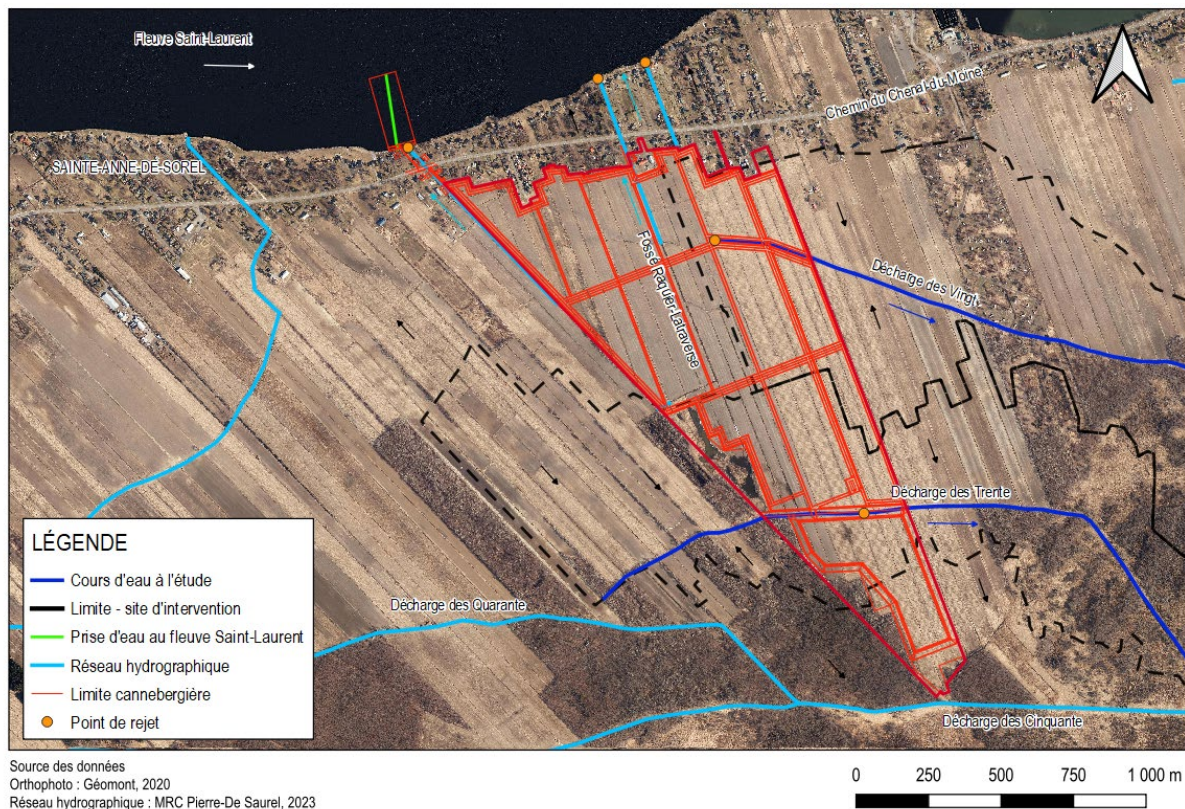 Fleuve Saint-Laurent
Chemin du Chenal-du-Moine
SAINTE-ANNE-DE-SOREL
Fossé Raquier-Latraverse
Décharge des Vingt
Décharge des Trente
Décharge des Quarante
Décharge des Cinquante
LÉGENDE
Cours d'eau à l'étude
Limite - site d'intervention
Prise d'eau au fleuve Saint-Laurent
Réseau hydrographique
Limite cannebergière
Point de rejet
Source des données
Orthophoto : Géomont, 2020
Réseau hydrographique : MRC Pierre-De Saurel, 2023
0 250 500 750 1 000 m